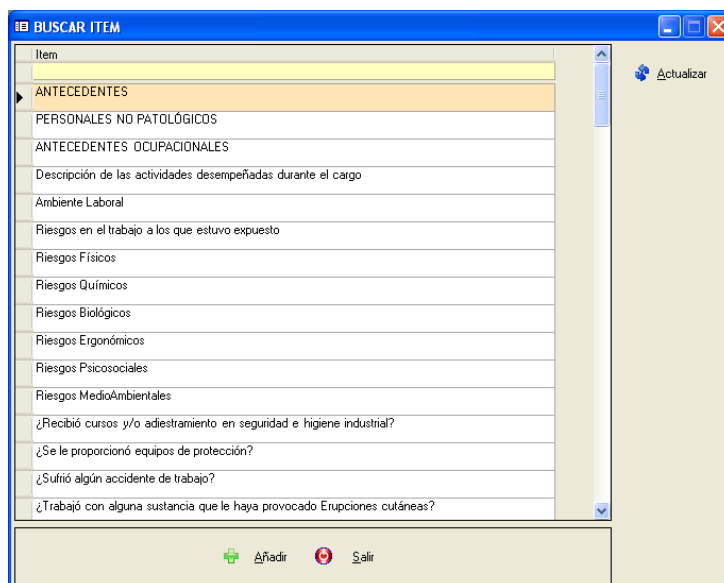 BUSCAR ITEM
Item
Actualizar
ANTECEDENTES
PERSONALES NO PATOLÓGICOS
ANTECEDENTES OCUPACIONALES
Descripción de las actividades desempeñadas durante el cargo
Ambiente Laboral
Riesgos en el trabajo a los que estuvo expuesto
Riesgos Físicos
Riesgos Químicos
Riesgos Biológicos
Riesgos Ergonómicos
Riesgos Psicosociales
Riesgos MedioAmbientales
¿Recibió cursos y/o adiestramiento en seguridad e higiene industrial?
¿Se le proporcionó equipos de protección?
¿Sufrió algún accidente de trabajo?
¿Trabajó con alguna sustancia que le haya provocado Erupciones cutáneas?
Añadir Salir